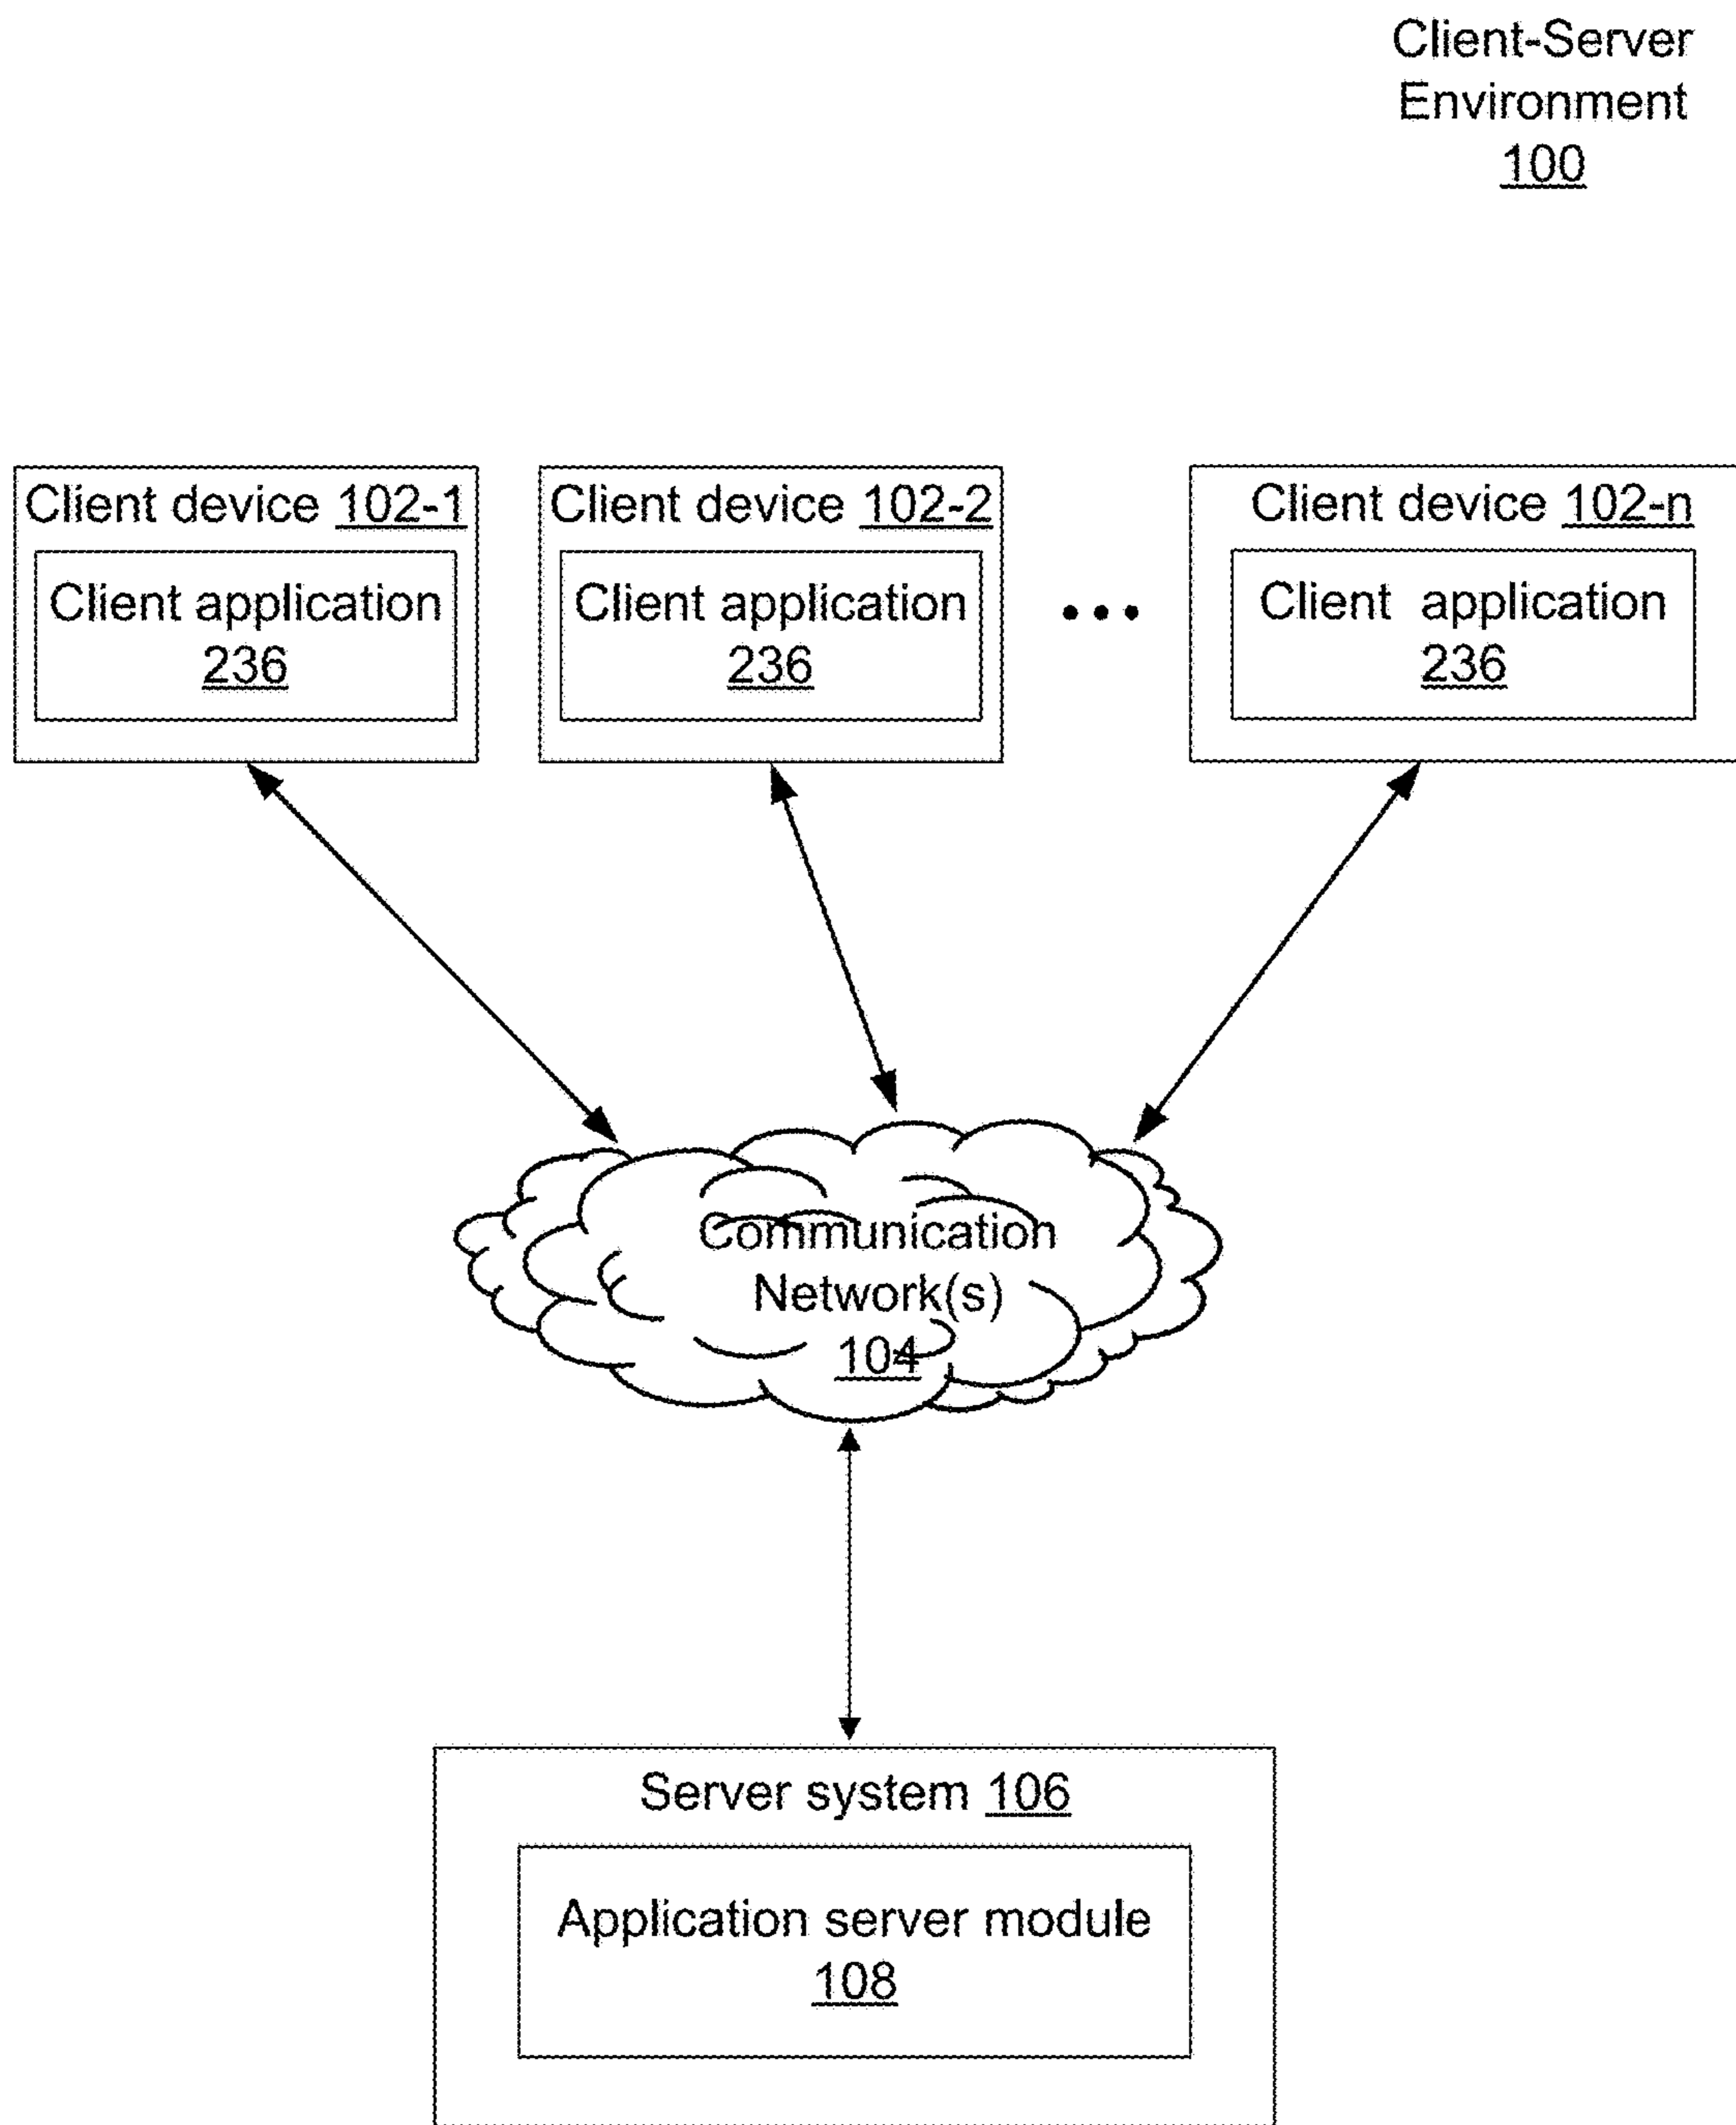 Client-Server
Environment
100
Client device 102-1
Client application
236
Client device 102-2
Client application
236
Client device 102-n
Client application
236
Communication
Network(s)
104
Server system 106
Application server module
108